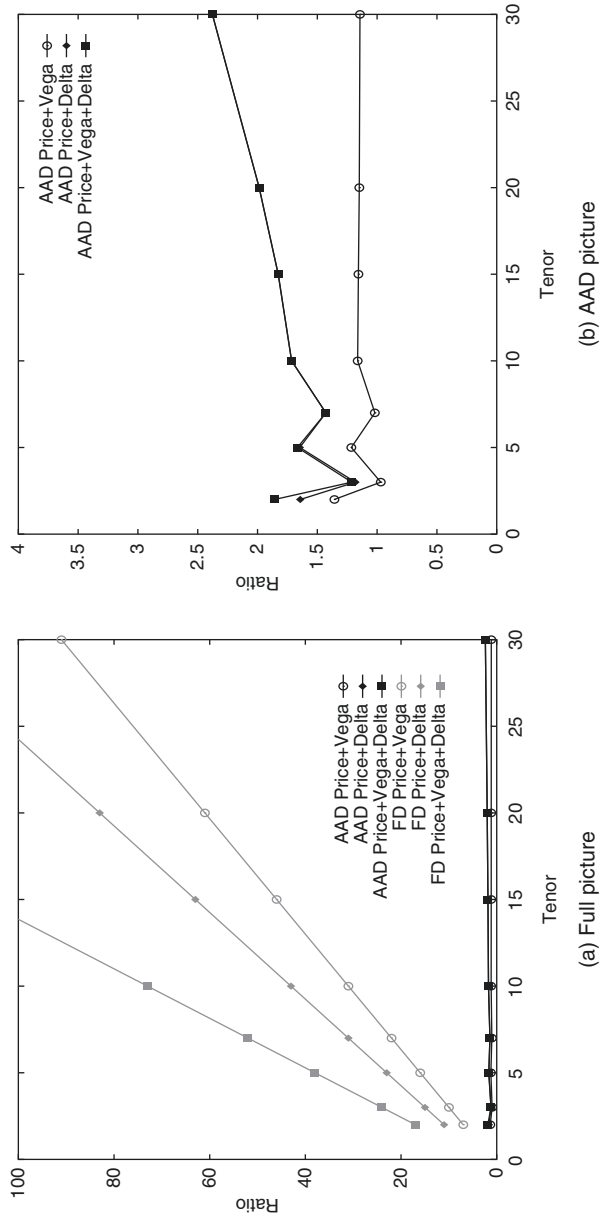 100
80
60
40
20
0
Ratio
0
5
10
15
20
25
30
Tenor
AAD Price+Vega
AAD Price+Delta
AAD Price+Vega+Delta
FD Price+Vega
FD Price+Delta
FD Price+Vega+Delta
(a) Full picture
4
3.5
3
2.5
2
1.5
1
0.5
0
Ratio
0
5
10
15
20
25
30
Tenor
AAD Price+Vega
AAD Price+Delta
AAD Price+Vega+Delta
(b) AAD picture